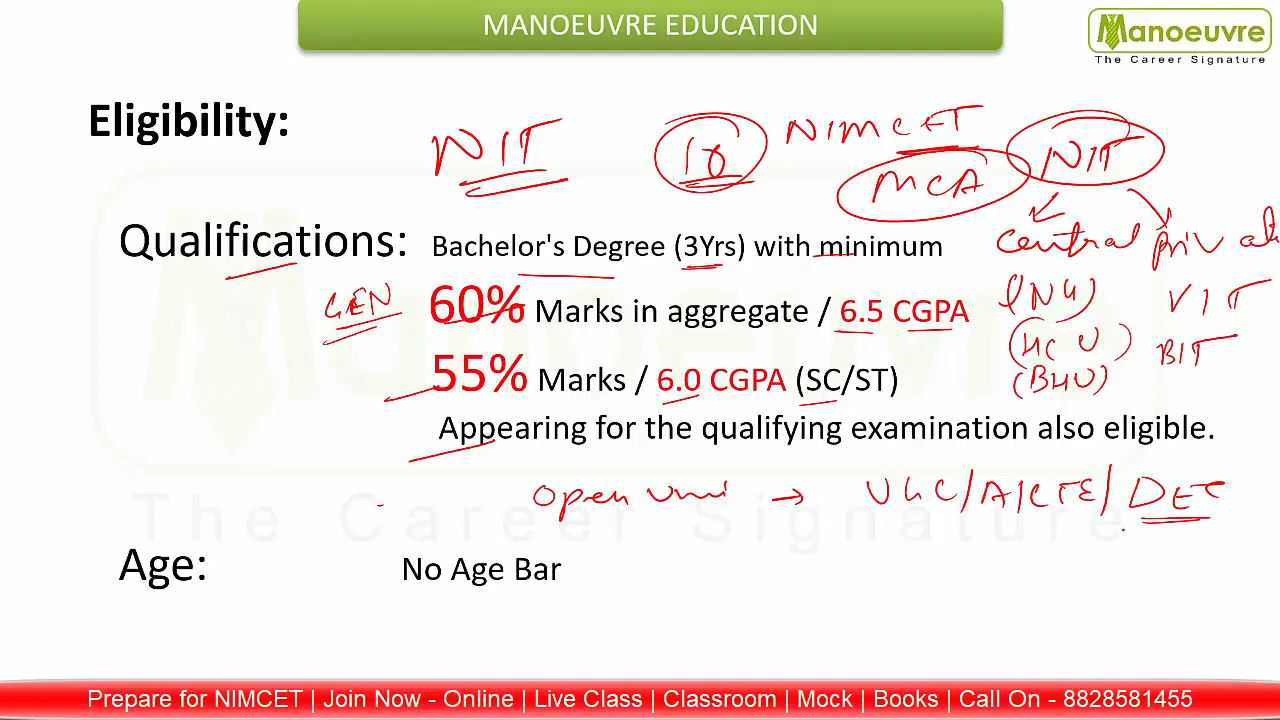 MANOEUVRE EDUCATION
Manoeuvre
The Career Signature
Eligibility:
NIT
NIMCET
NIT
MCA
Qualifications: Bachelor's Degree (3Yrs) with minimum
central
GEN
60% Marks in aggregate / 6.5 CGPA
VIT
(HCU)
BIT
55% Marks / 6.0 CGPA (SC/ST)
(BHU)
Appearing for the qualifying examination also eligible.
open uni → UGC/AICTE/DEC
The Career Signature
Age: No Age Bar
Prepare for NIMCET | Join Now - Online | Live Class | Classroom | Mock | Books | Call On - 8828581455